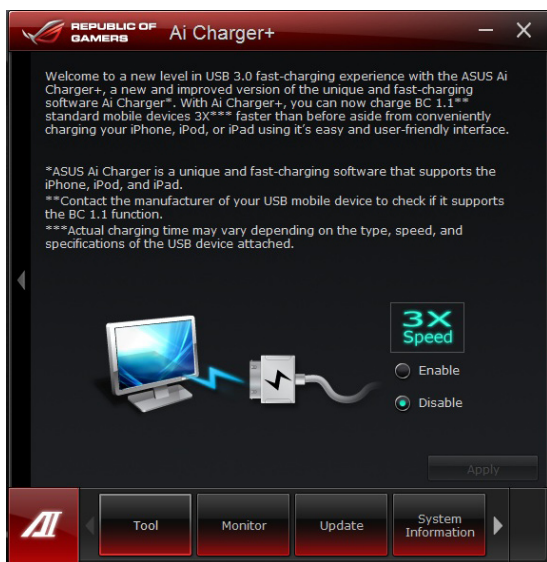 REPUBLIC OF
GAMERS
Ai Charger+
Welcome to a new level in USB 3.0 fast-charging experience with the ASUS Ai
Charger+, a new and improved version of the unique and fast-charging
software Ai Charger*. With Ai Charger+, you can now charge BC 1.1**
standard mobile devices 3X*** faster than before aside from conveniently
charging your iPhone, iPod, or iPad using it's easy and user-friendly interface.
*ASUS Ai Charger is a unique and fast-charging software that supports the
iPhone, iPod, and iPad.
**Contact the manufacturer of your USB mobile device to check if it supports
the BC 1.1 function.
***Actual charging time may vary depending on the type, speed, and
specifications of the USB device attached.
3X
Speed
Enable
Disable
Apply
AI
Tool
Monitor
Update
System
Information